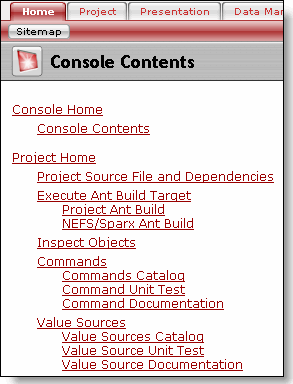 Home Project Presentation Data Mar
Sitemap
Console Contents
Console Home
Console Contents
Project Home
Project Source File and Dependencies
Execute Ant Build Target
Project Ant Build
NEFS/Sparx Ant Build
Inspect Objects
Commands
Commands Catalog
Command Unit Test
Command Documentation
Value Sources
Value Sources Catalog
Value Source Unit Test
Value Source Documentation